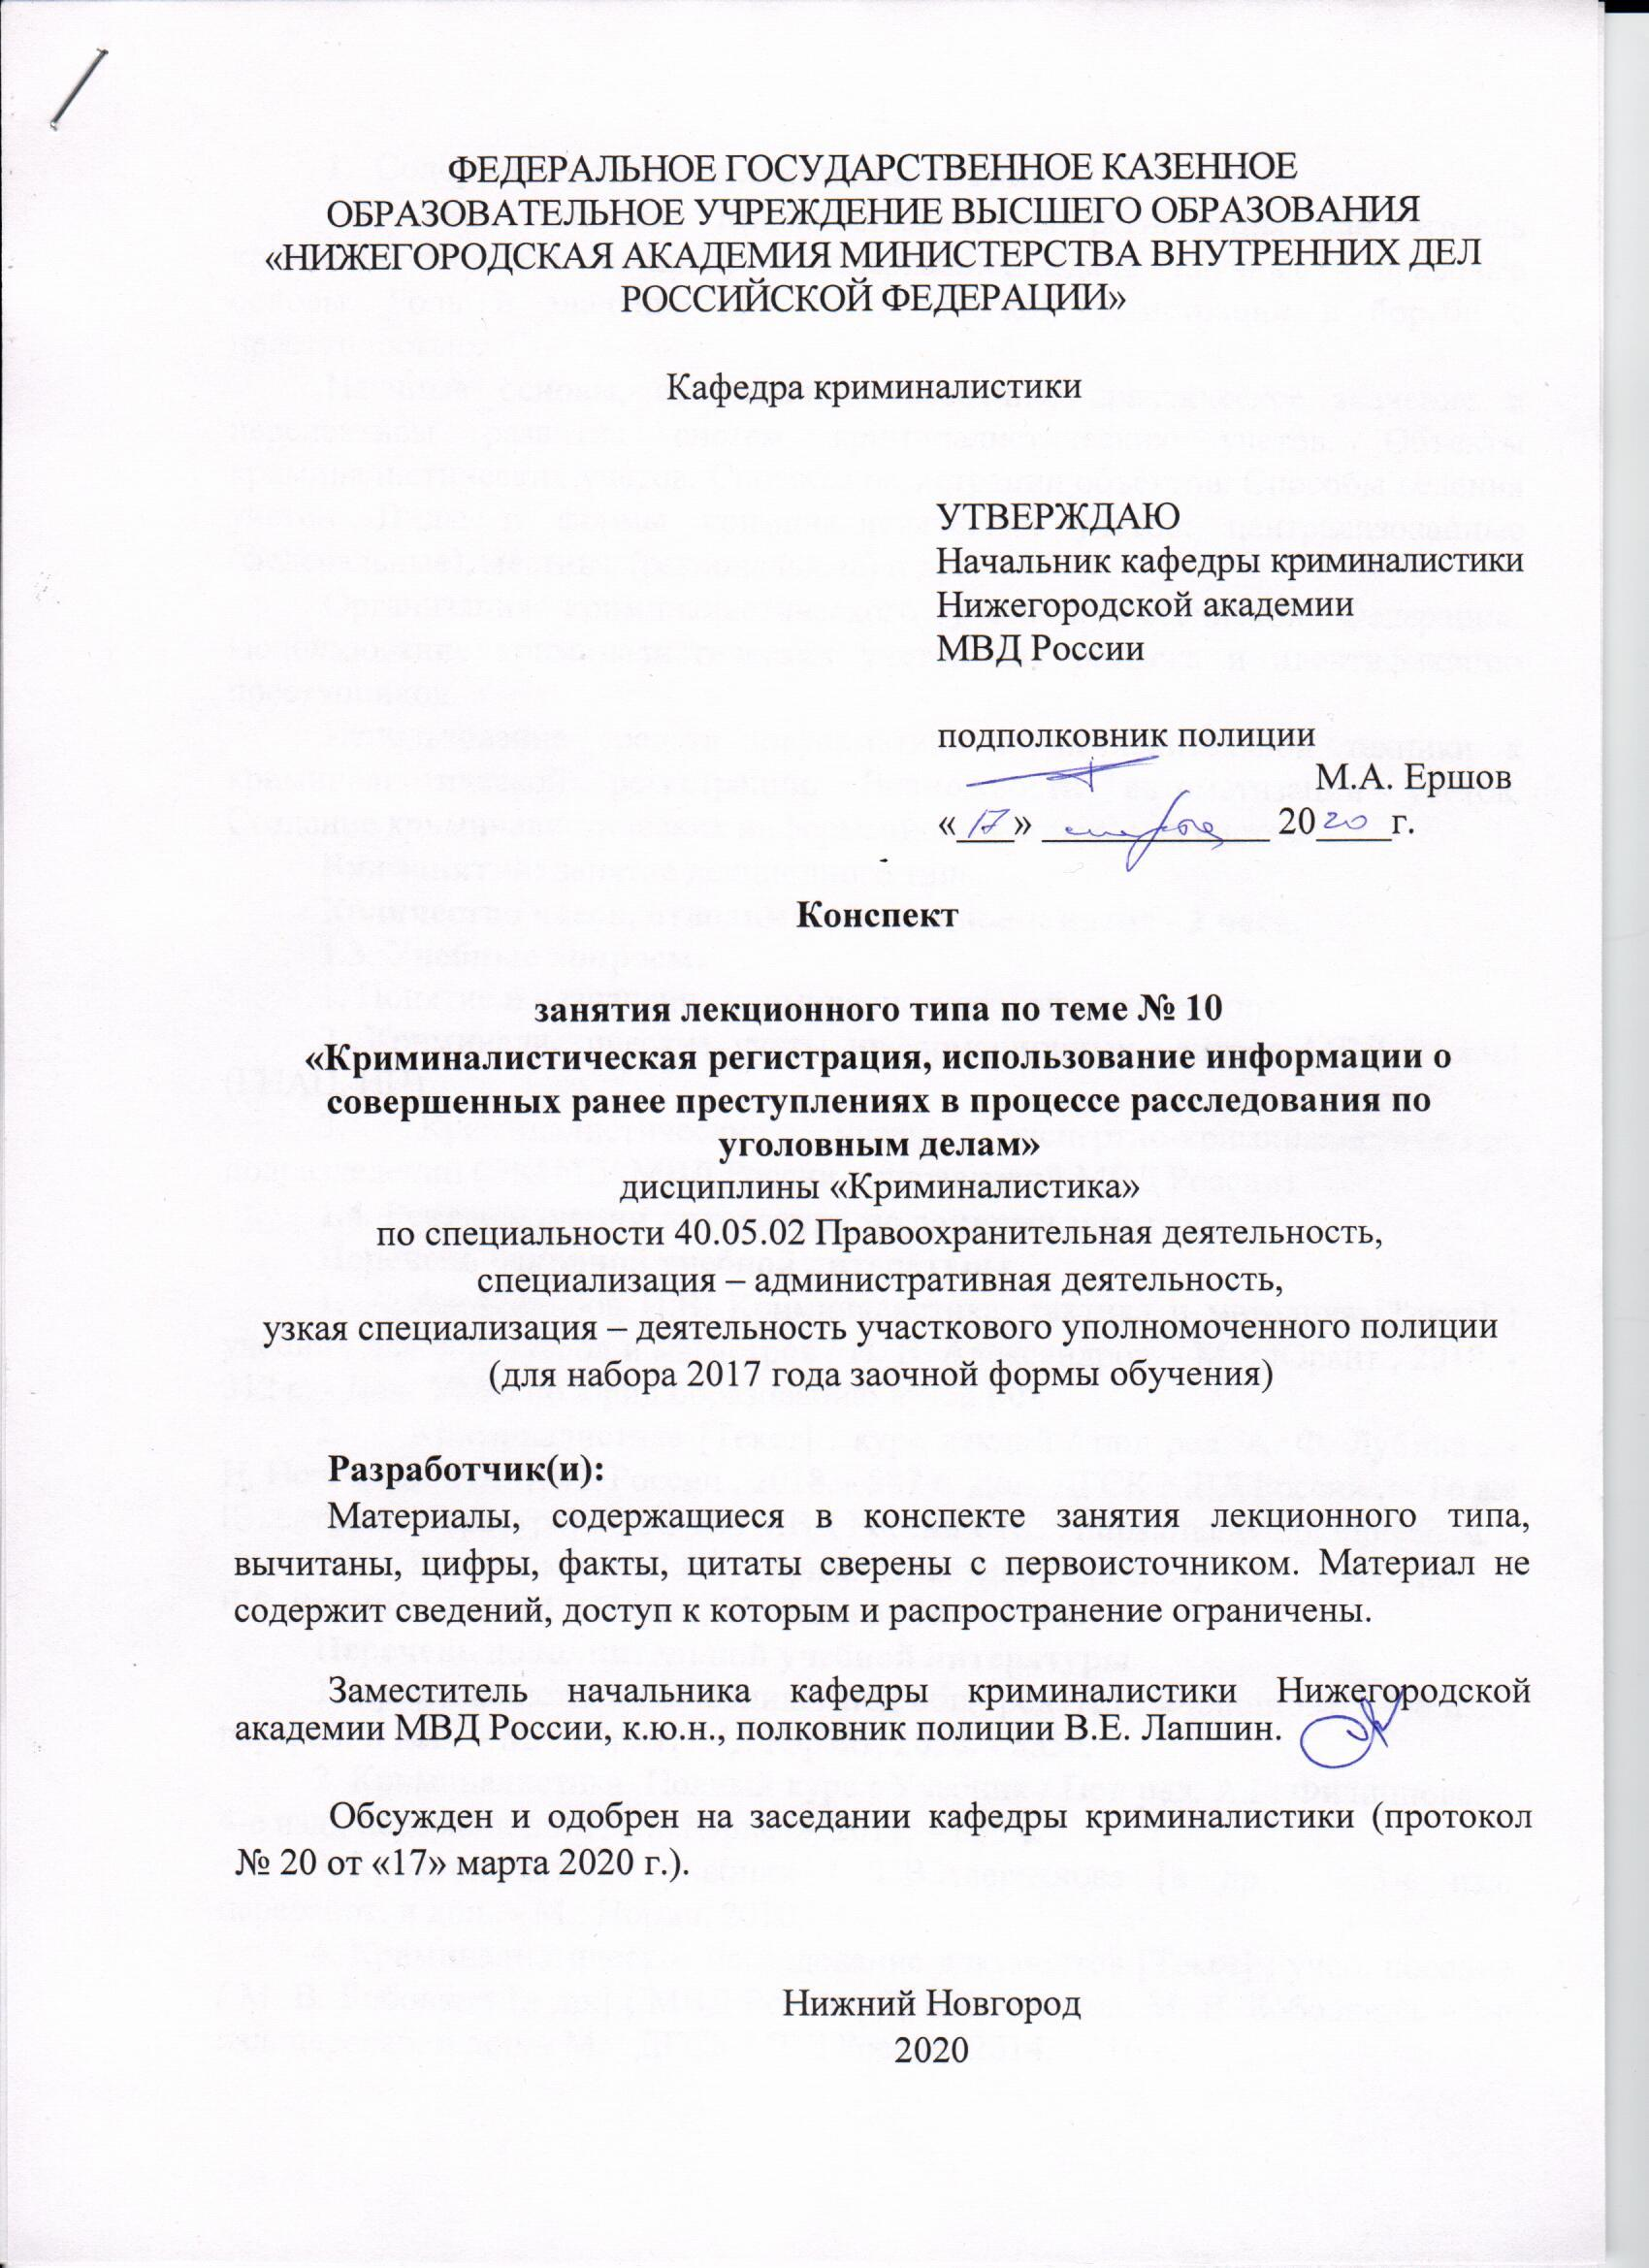 ФЕДЕРАЛЬНОЕ ГОСУДАРСТВЕННОЕ КАЗЕННОЕ
ОБРАЗОВАТЕЛЬНОЕ УЧРЕЖДЕНИЕ ВЫСШЕГО ОБРАЗОВАНИЯ
«НИЖЕГОРОДСКАЯ АКАДЕМИЯ МИНИСТЕРСТВА ВНУТРЕННИХ ДЕЛ
РОССИЙСКОЙ ФЕДЕРАЦИИ»
Кафедра криминалистики
УТВЕРЖДАЮ
Начальник кафедры криминалистики
Нижегородской академии
МВД России
подполковник полиции
М.А. Ершов
«17» марта 2020 г.
Конспект
занятия лекционного типа по теме № 10
«Криминалистическая регистрация, использование информации о
совершенных ранее преступлениях в процессе расследования по
уголовным делам»
дисциплины «Криминалистика»
по специальности 40.05.02 Правоохранительная деятельность,
специализация – административная деятельность,
узкая специализация – деятельность участкового уполномоченного полиции
(для набора 2017 года заочной формы обучения)
Разработчик(и):
Материалы, содержащиеся в конспекте занятия лекционного типа,
вычитаны, цифры, факты, цитаты сверены с первоисточником. Материал не
содержит сведений, доступ к которым и распространение ограничены.
Заместитель начальника кафедры криминалистики Нижегородской
академии МВД России, к.ю.н., полковник полиции В.Е. Лапшин.
Обсужден и одобрен на заседании кафедры криминалистики (протокол
№ 20 от «17» марта 2020 г.).
Нижний Новгород
2020